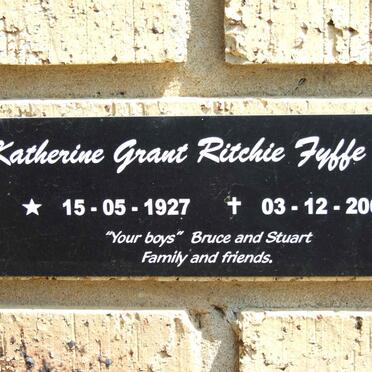 Katherine Grant Ritchie Fyffe
★ 15-05-1927 ✝ 03-12-200
"Your boys" Bruce and Stuart
Family and friends.